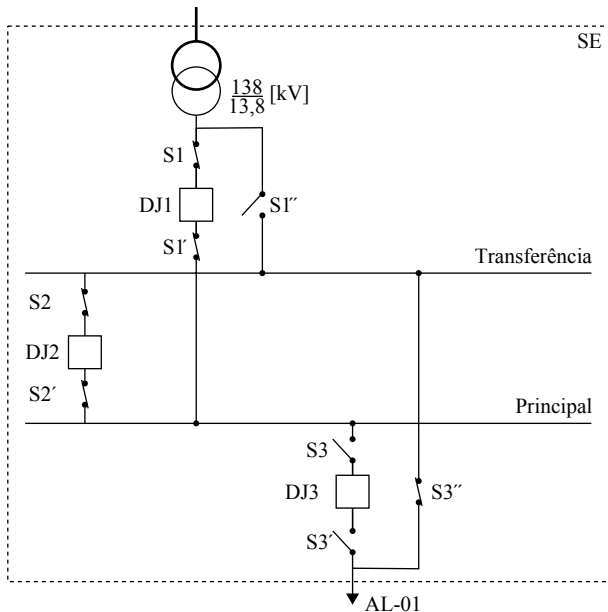 SE
138
13,8
[kV]
S1
DJ1
S1″
S1′
Transferência
S2
DJ2
S2′
Principal
S3
DJ3
S3″
S3′
AL-01